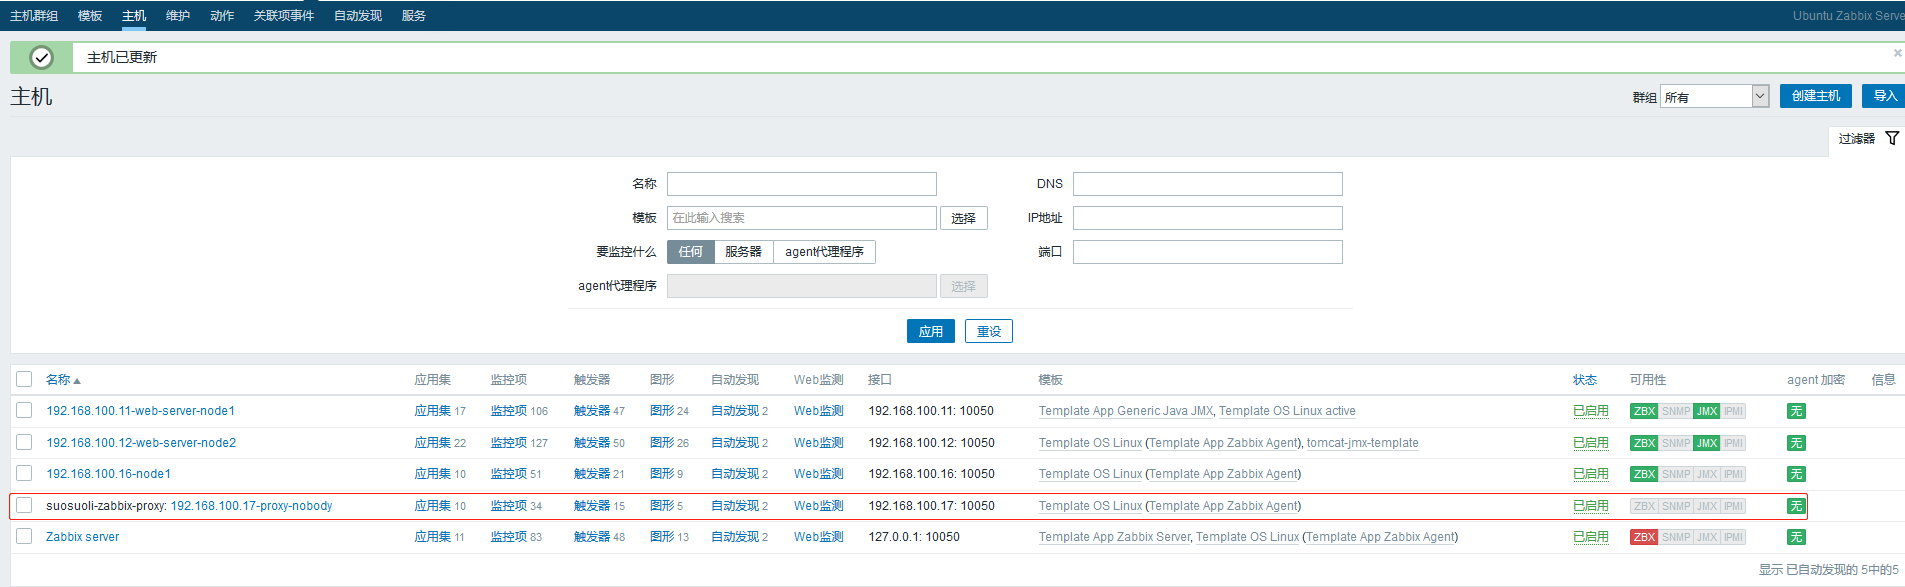 主机群组 模板 主机 维护 动作 关联项事件 自动发现 服务 Ubuntu Zabbix Serve
主机已更新 ×
主机 群组 所有 创建主机 导入
过滤器
名称 DNS
模板 在此输入搜索 选择 IP地址
要监控什么 任何 服务器 agent代理程序 端口
agent代理程序 选择
应用 重设
名称 应用集 监控项 触发器 图形 自动发现 Web监测 接口 模板 状态 可用性 agent 加密 信息
192.168.100.11-web-server-node1 应用集 17 监控项 106 触发器 47 图形 24 自动发现 2 Web监测 192.168.100.11: 10050 Template App Generic Java JMX, Template OS Linux active 已启用 ZBX SNMP JMX IPMI 无
192.168.100.12-web-server-node2 应用集 22 监控项 127 触发器 50 图形 26 自动发现 2 Web监测 192.168.100.12: 10050 Template OS Linux (Template App Zabbix Agent), tomcat-jmx-template 已启用 ZBX SNMP JMX IPMI 无
192.168.100.16-node1 应用集 10 监控项 51 触发器 21 图形 9 自动发现 2 Web监测 192.168.100.16: 10050 Template OS Linux (Template App Zabbix Agent) 已启用 ZBX SNMP JMX IPMI 无
suosuoli-zabbix-proxy: 192.168.100.17-proxy-nobody 应用集 10 监控项 34 触发器 15 图形 5 自动发现 2 Web监测 192.168.100.17: 10050 Template OS Linux (Template App Zabbix Agent) 已启用 ZBX SNMP JMX IPMI 无
Zabbix server 应用集 11 监控项 83 触发器 48 图形 13 自动发现 2 Web监测 127.0.0.1: 10050 Template App Zabbix Server, Template OS Linux (Template App Zabbix Agent) 已启用 ZBX SNMP JMX IPMI 无
显示 已自动发现的 5中的5